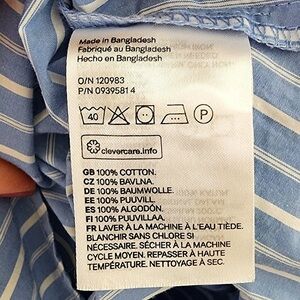 Made in Bangladesh
Fabriqué au Bangladesh
Hecho en Bangladesh
O/N 120983
P/N 09395814
40 P
clevercare.info
GB 100% COTTON.
CZ 100% BAVLNA.
DE 100% BAUMWOLLE.
EE 100% PUUVILL.
ES 100% ALGODÓN.
FI 100% PUUVILLAA.
FR LAVER À LA MACHINE À L'EAU TIÈDE.
BLANCHIR SANS CHLORE SI
NÉCESSAIRE. SÉCHER À LA MACHINE
CYCLE MOYEN. REPASSER À HAUTE
TEMPÉRATURE. NETTOYAGE À SEC.